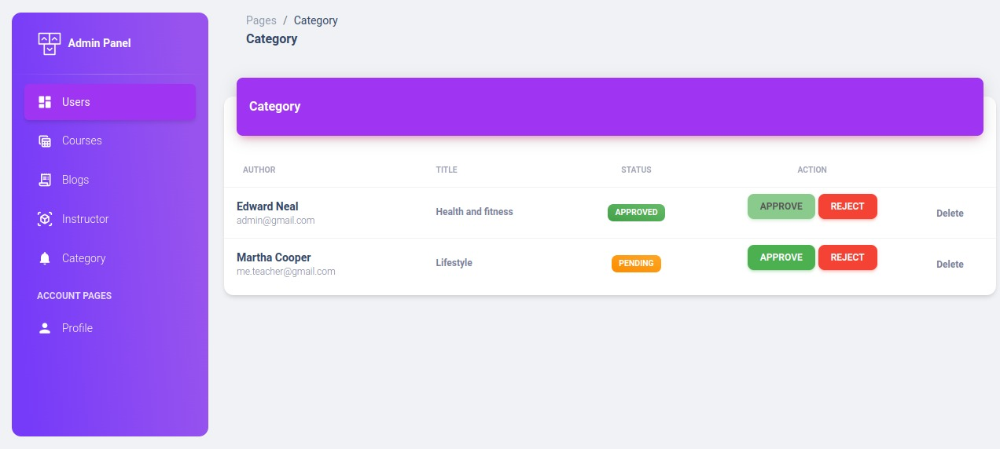 Admin Panel
Users
Courses
Blogs
Instructor
Category
ACCOUNT PAGES
Profile
Pages / Category
Category
Category
AUTHOR TITLE STATUS ACTION
Edward Neal
admin@gmail.com
Health and fitness APPROVED APPROVE REJECT Delete
Martha Cooper
me.teacher@gmail.com
Lifestyle PENDING APPROVE REJECT Delete